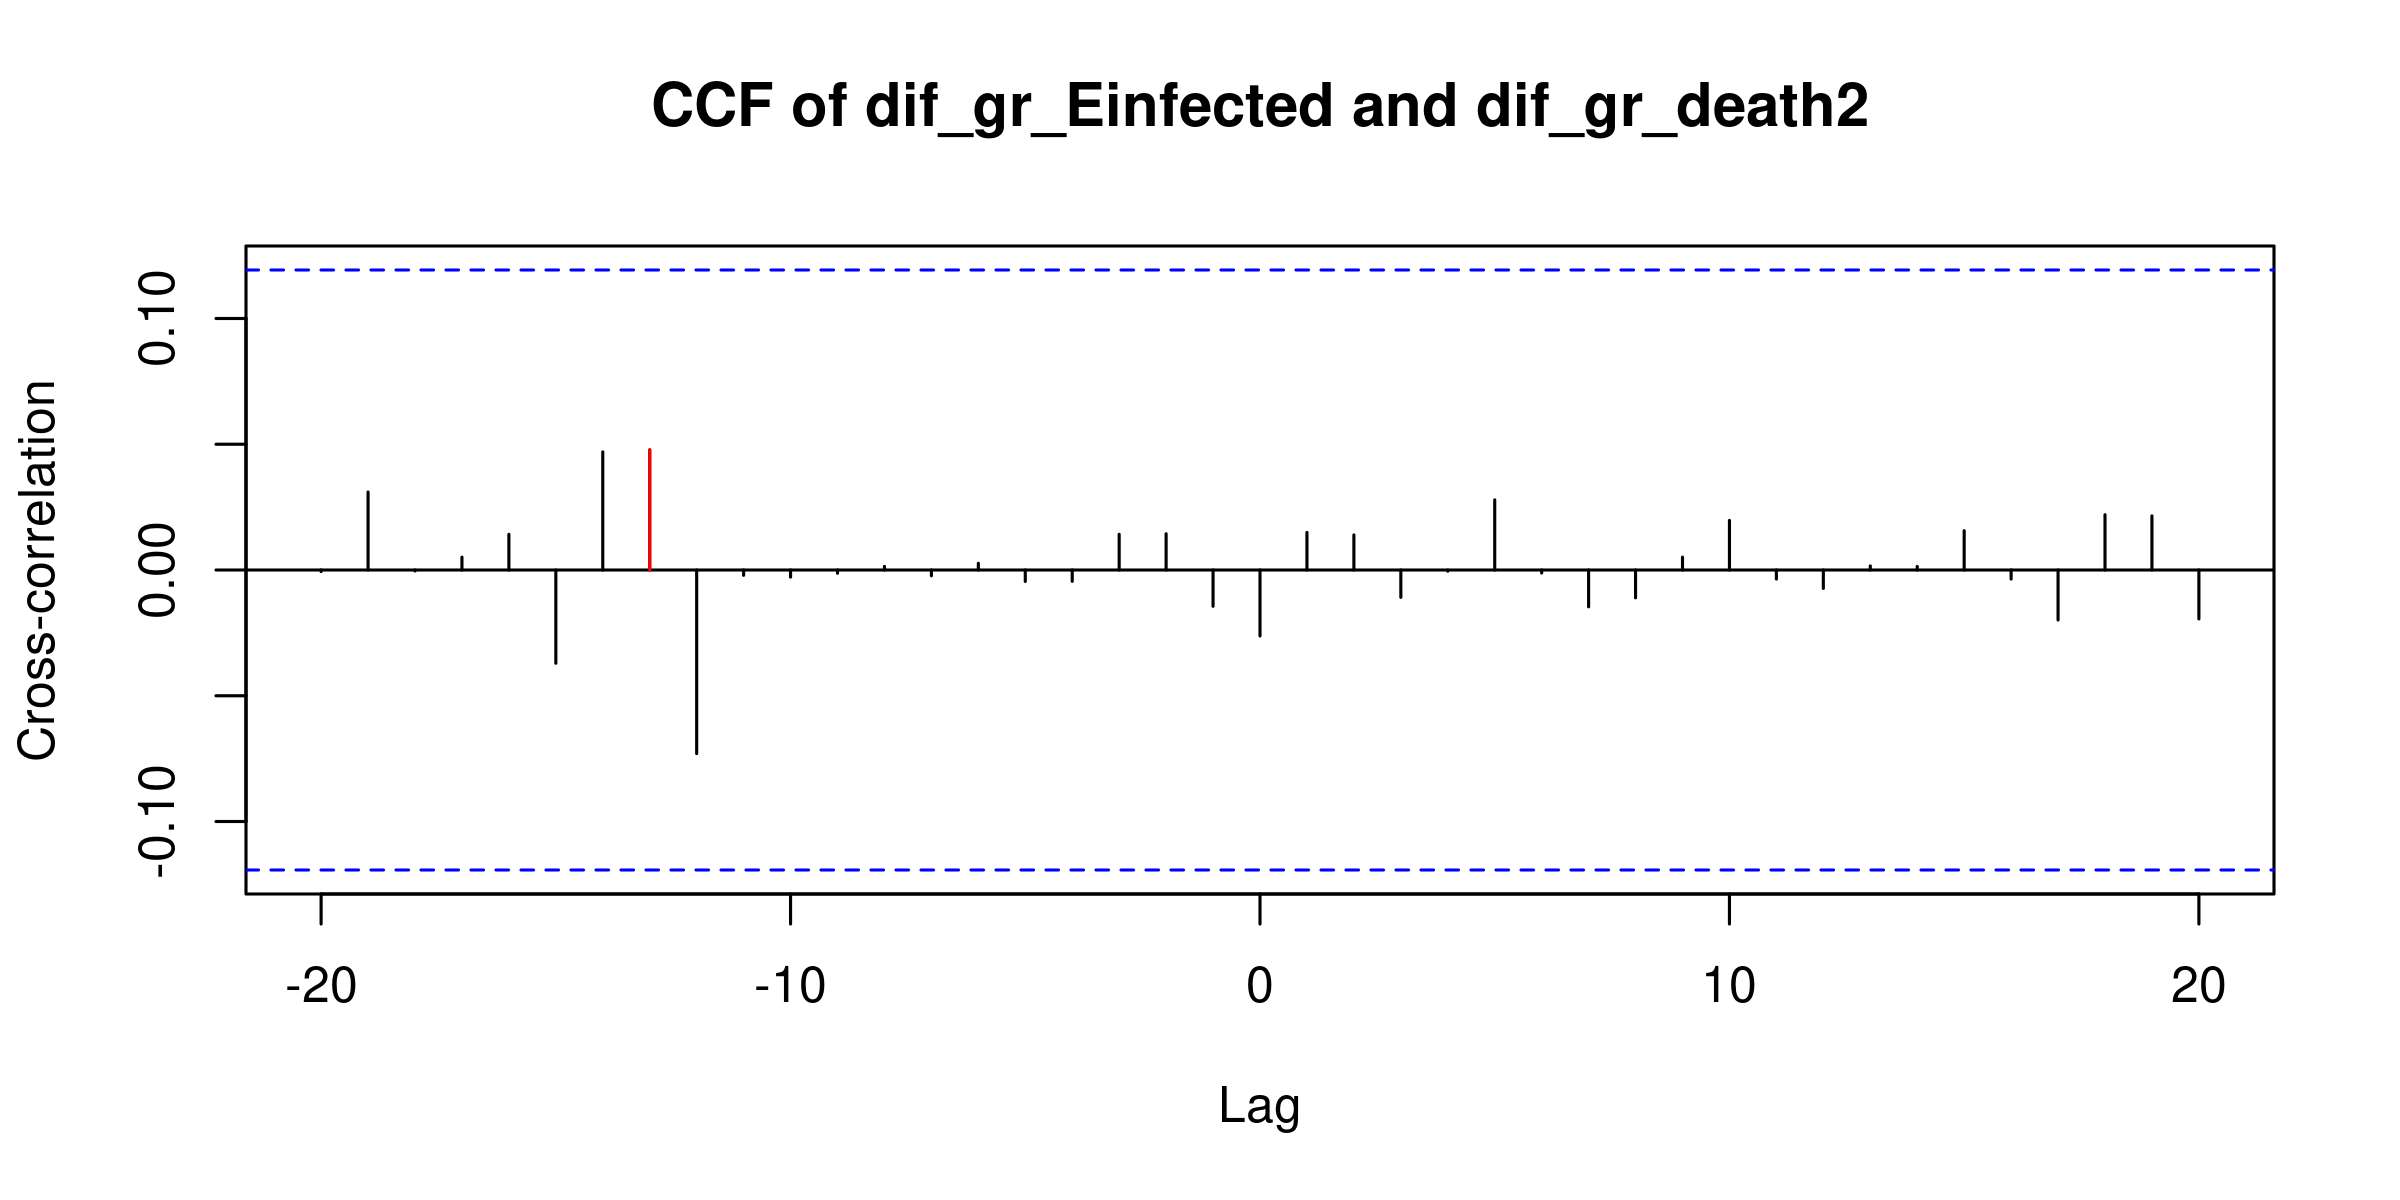 CCF of dif_gr_Einfected and dif_gr_death2
Cross-correlation
0.10
0.00
-0.10
-20 -10 0 10 20
Lag